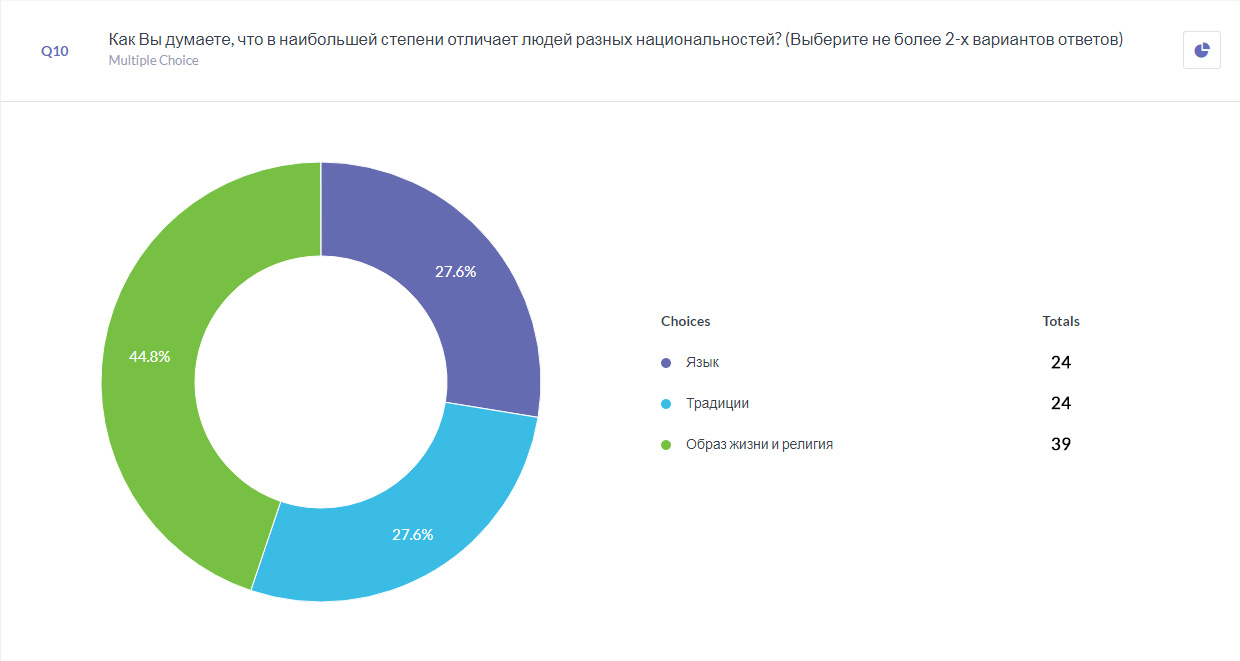 Q10
Как Вы думаете, что в наибольшей степени отличает людей разных национальностей? (Выберите не более 2-х вариантов ответов)
Multiple Choice
27.6%
44.8%
27.6%
Choices Totals
Язык 24
Традиции 24
Образ жизни и религия 39